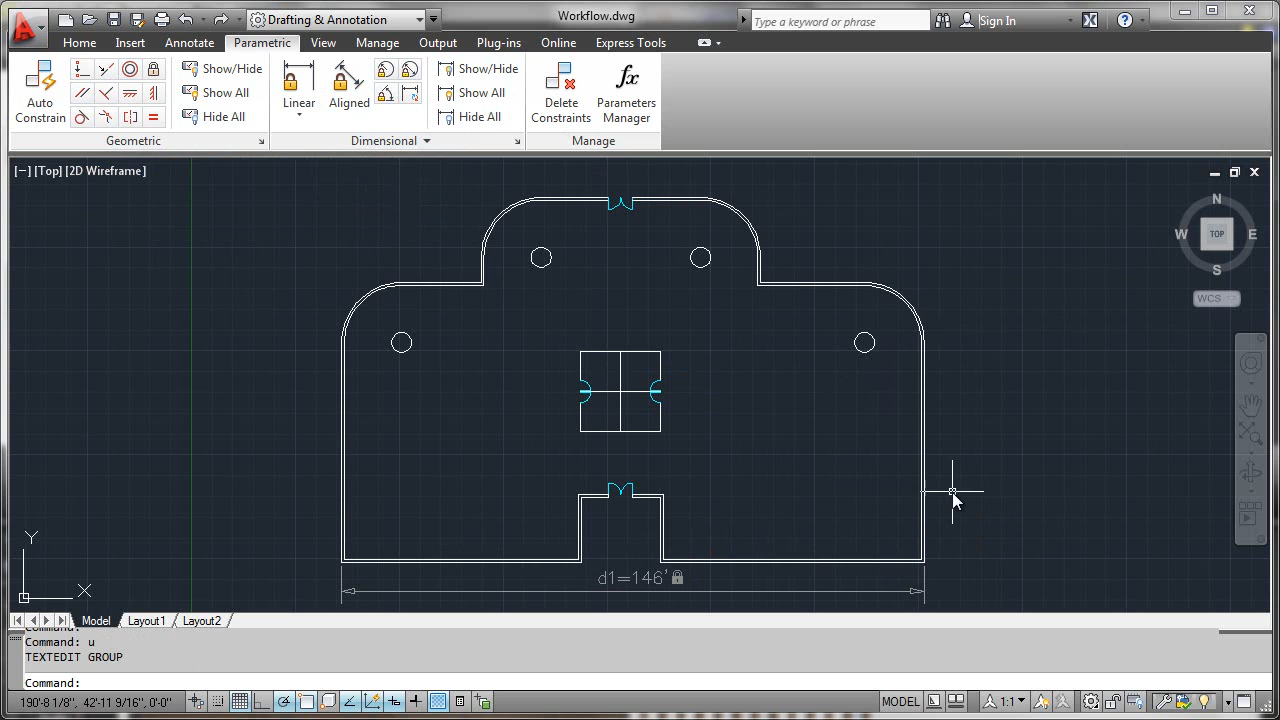 Drafting & Annotation
Workflow.dwg
Type a keyword or phrase
Sign In
Home Insert Annotate Parametric View Manage Output Plug-ins Online Express Tools
Auto
Constrain
Show/Hide
Show All
Hide All
Geometric
Linear
Aligned
Show/Hide
Show All
Hide All
Dimensional
Delete
Constraints
fx
Parameters
Manager
Manage
[−] [Top] [2D Wireframe]
N
W TOP E
S
WCS
d1=146'
Y
X
Model Layout1 Layout2
Command: u
TEXTEDIT GROUP
Command:
190'-8 1/8", 42'-11 9/16", 0'-0"
MODEL
1:1